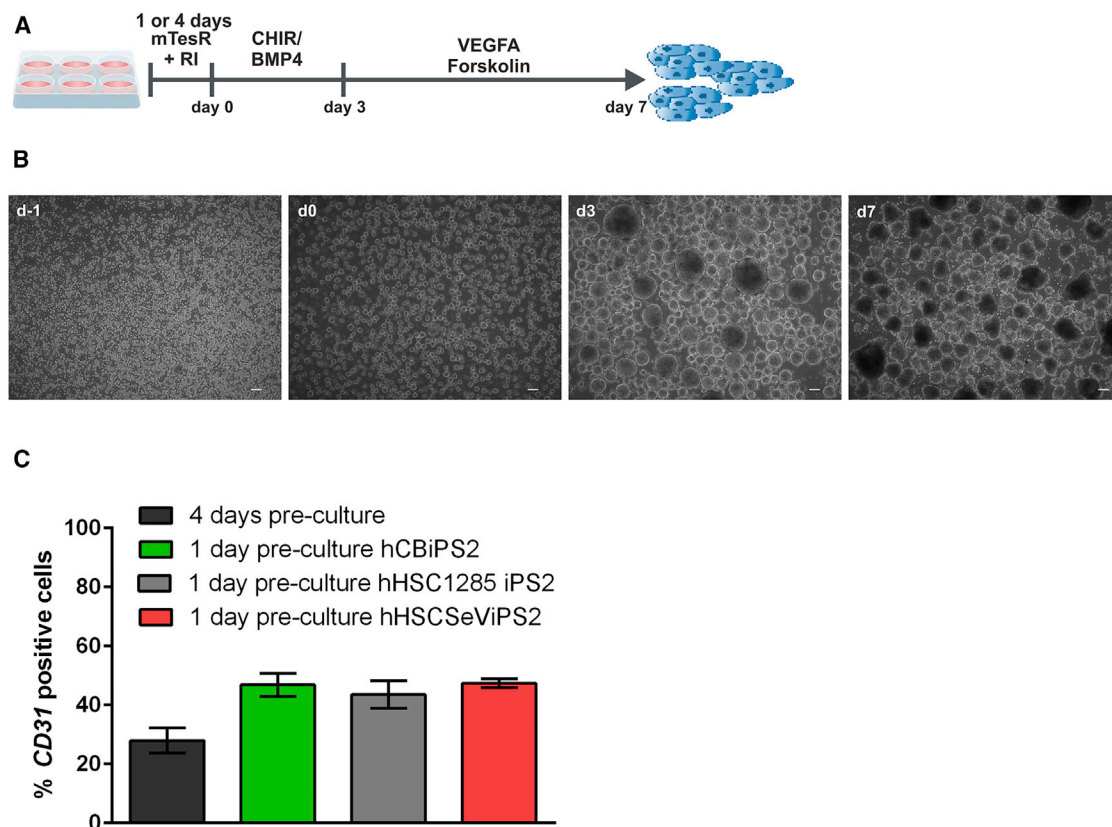 A
1 or 4 days
mTesR
+ RI
CHIR/
BMP4
VEGFA
Forskolin
day 0
day 3
day 7
B
d-1
d0
d3
d7
C
4 days pre-culture
1 day pre-culture hCBiPS2
1 day pre-culture hHSC1285 iPS2
1 day pre-culture hHSCSeViPS2
% CD31 positive cells
100
80
60
40
20
0